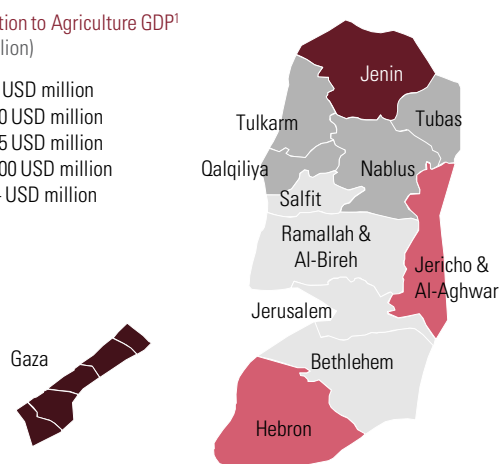 tion to Agriculture GDP¹
lion)
USD million
0 USD million
5 USD million
00 USD million
USD million
Jenin
Tulkarm
Tubas
Qalqiliya
Nablus
Salfit
Ramallah &
Al-Bireh
Jericho &
Al-Aghwar
Jerusalem
Gaza
Bethlehem
Hebron